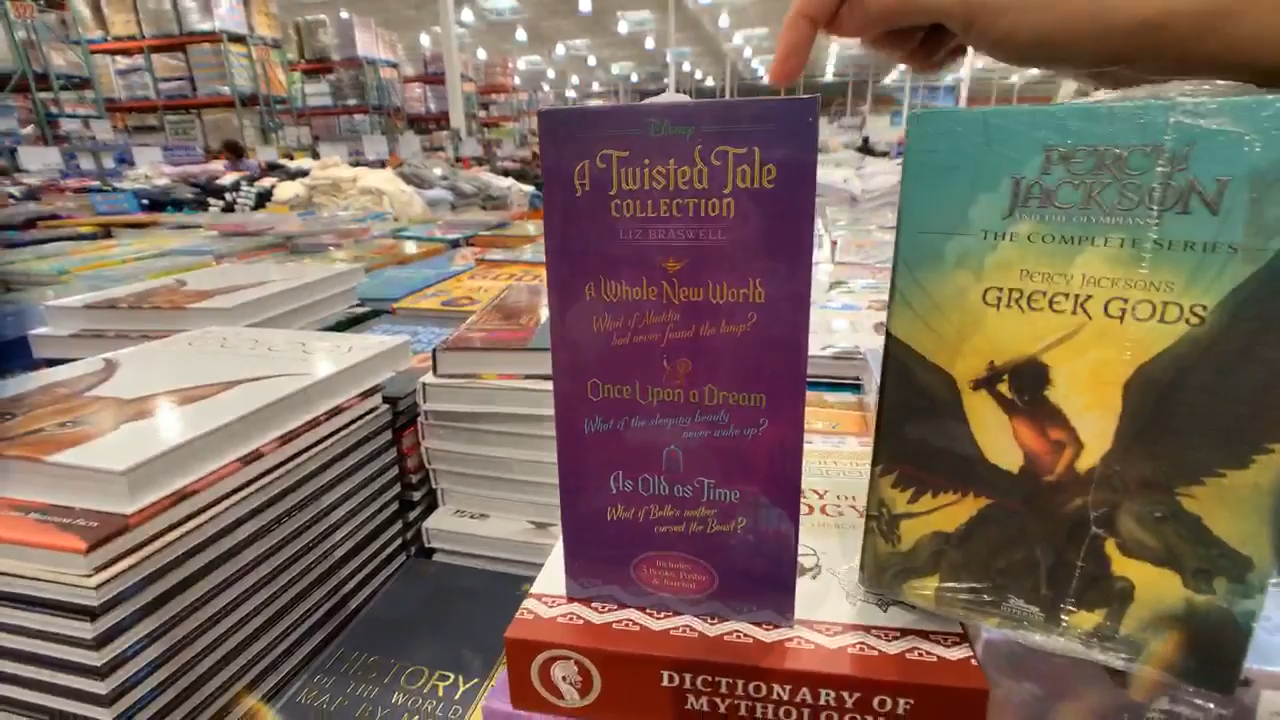 322
Disney
A Twisted Tale
COLLECTION
LIZ BRASWELL
A Whole New World
What if Aladdin
had never found the lamp?
Once Upon a Dream
What if the sleeping beauty
never woke up?
As Old as Time
What if Belle's mother
cursed the Beast?
Includes
3 Books, Poster
& Journal
PERCY
JACKSON
AND THE OLYMPIANS
THE COMPLETE SERIES
PERCY JACKSON'S
GREEK GODS
HISTORY
OF THE WORLD
MAP BY
DICTIONARY OF
MYTHOLOGY